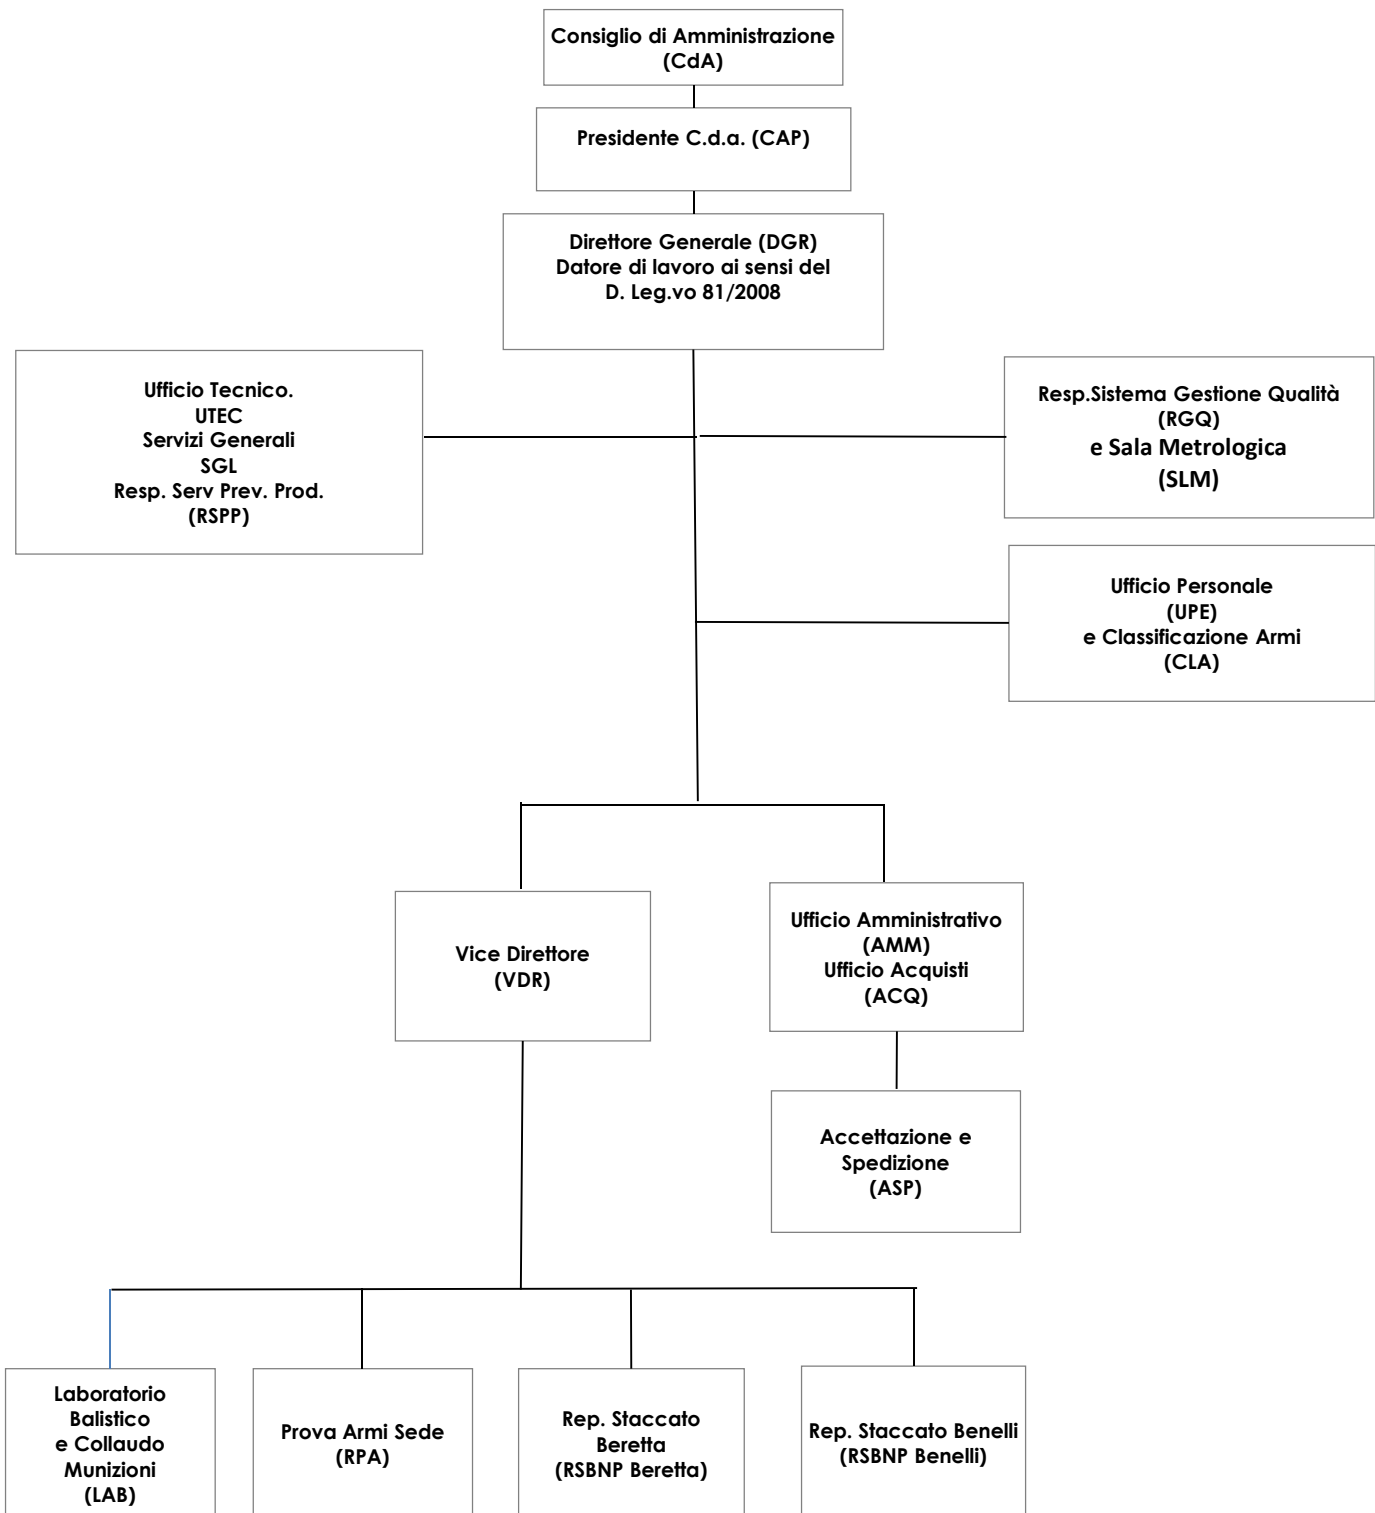 Consiglio di Amministrazione
(CdA)
Presidente C.d.a. (CAP)
Direttore Generale (DGR)
Datore di lavoro ai sensi del
D. Leg.vo 81/2008
Ufficio Tecnico.
UTEC
Servizi Generali
SGL
Resp. Serv Prev. Prod.
(RSPP)
Resp.Sistema Gestione Qualità
(RGQ)
e Sala Metrologica
(SLM)
Ufficio Personale
(UPE)
e Classificazione Armi
(CLA)
Vice Direttore
(VDR)
Ufficio Amministrativo
(AMM)
Ufficio Acquisti
(ACQ)
Accettazione e
Spedizione
(ASP)
Laboratorio
Balistico
e Collaudo
Munizioni
(LAB)
Prova Armi Sede
(RPA)
Rep. Staccato
Beretta
(RSBNP Beretta)
Rep. Staccato Benelli
(RSBNP Benelli)